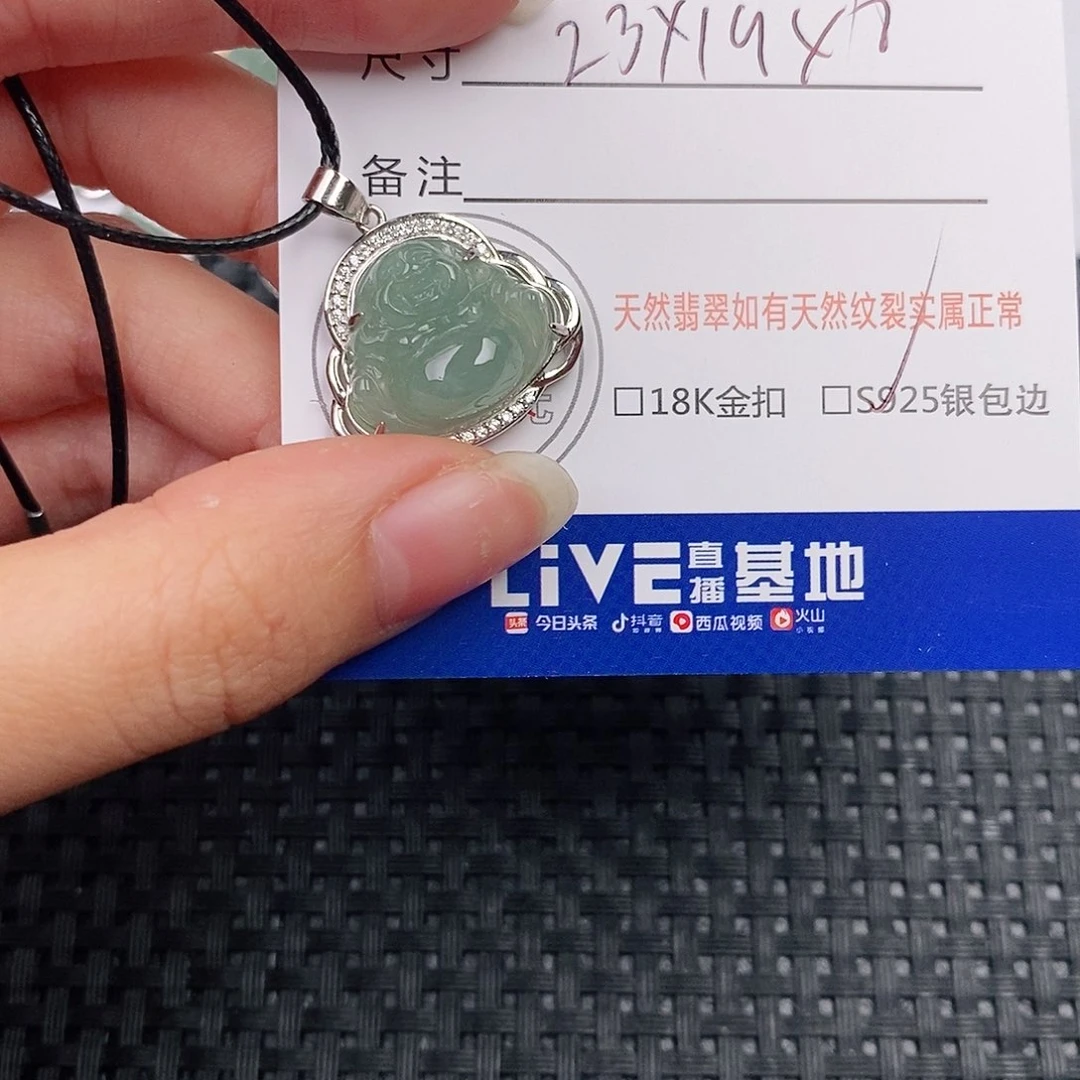 尺寸 23X19X
备注
天然翡翠如有天然纹裂实属正常
□18K金扣 □S925银包边
LiVE直播基地
头条 今日头条 抖音 西瓜视频 火山